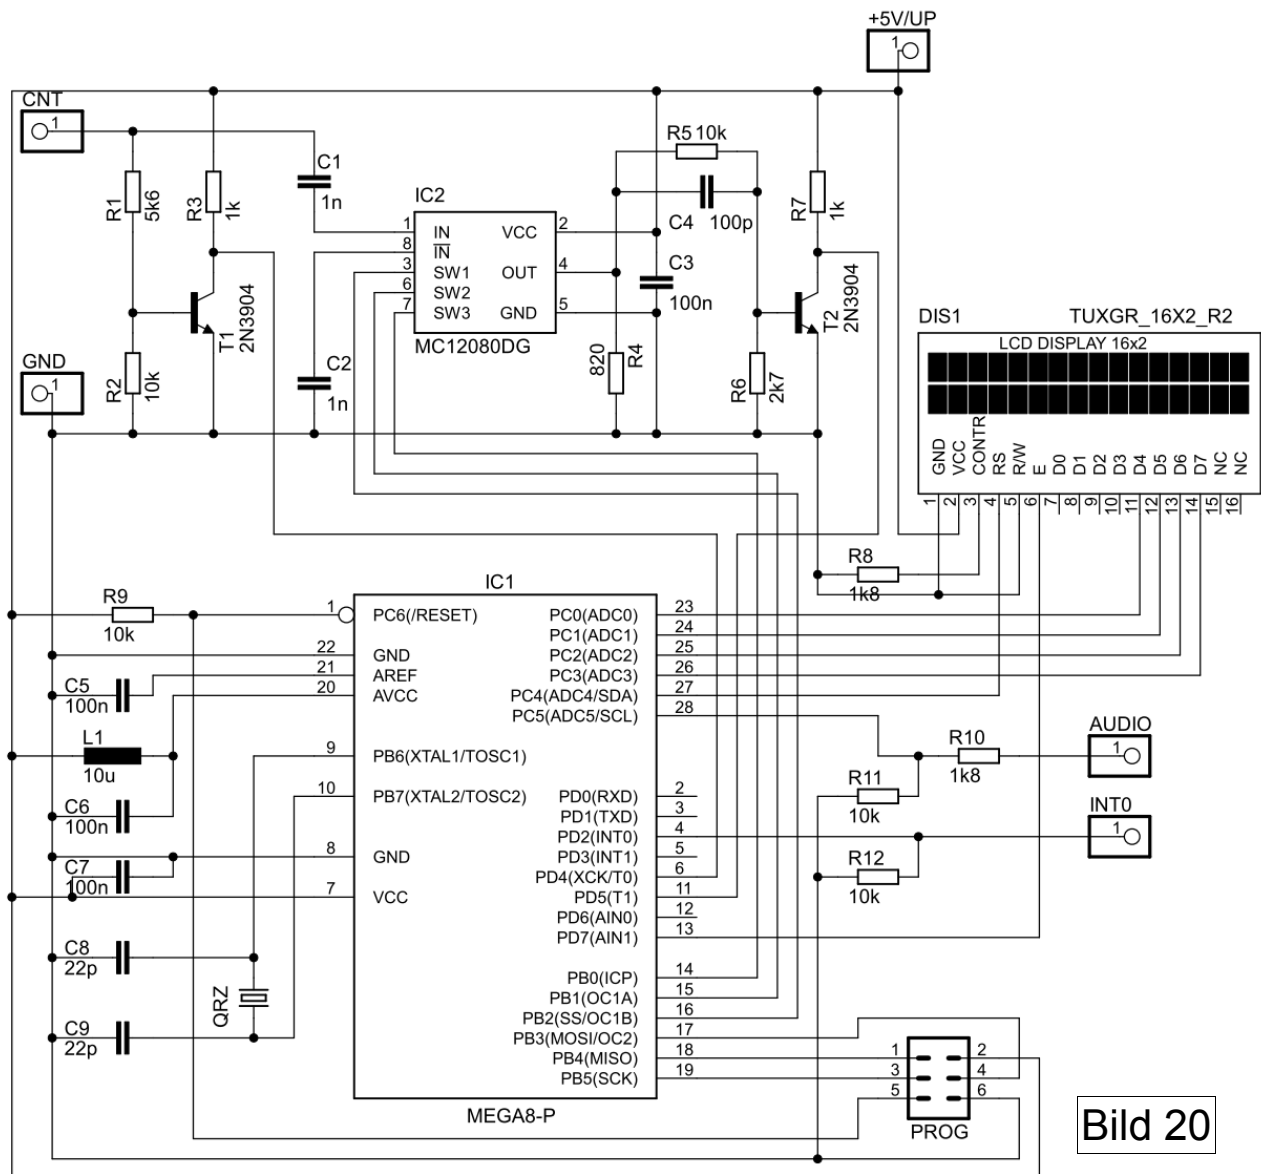 +5V/UP
1
CNT
1
R1
5k6
R3
1k
C1
1n
IC2
1 IN
8 IN
3 SW1
6 SW2
7 SW3
VCC 2
OUT 4
GND 5
MC12080DG
R5 10k
C4
100p
C3
100n
R7
1k
T1
2N3904
T2
2N3904
GND
1
R2
10k
C2
1n
820
R4
R6
2k7
DIS1
TUXGR_16X2_R2
LCD DISPLAY 16x2
GND
VCC
CONTR
RS
R/W
E
D0
D1
D2
D3
D4
D5
D6
D7
NC
NC
1
2
3
4
5
6
7
8
9
10
11
12
13
14
15
16
R8
1k8
IC1
R9
10k
1 PC6(/RESET)
22 GND
21 AREF
20 AVCC
9 PB6(XTAL1/TOSC1)
10 PB7(XTAL2/TOSC2)
8 GND
7 VCC
PC0(ADC0) 23
PC1(ADC1) 24
PC2(ADC2) 25
PC3(ADC3) 26
PC4(ADC4/SDA) 27
PC5(ADC5/SCL) 28
PD0(RXD) 2
PD1(TXD) 3
PD2(INT0) 4
PD3(INT1) 5
PD4(XCK/T0) 6
PD5(T1) 11
PD6(AIN0) 12
PD7(AIN1) 13
PB0(ICP) 14
PB1(OC1A) 15
PB2(SS/OC1B) 16
PB3(MOSI/OC2) 17
PB4(MISO) 18
PB5(SCK) 19
MEGA8-P
C5
100n
L1
10u
C6
100n
C7
100n
C8
22p
QRZ
C9
22p
AUDIO
1
R10
1k8
R11
10k
INT0
1
R12
10k
1
2
3
4
5
6
PROG
Bild 20